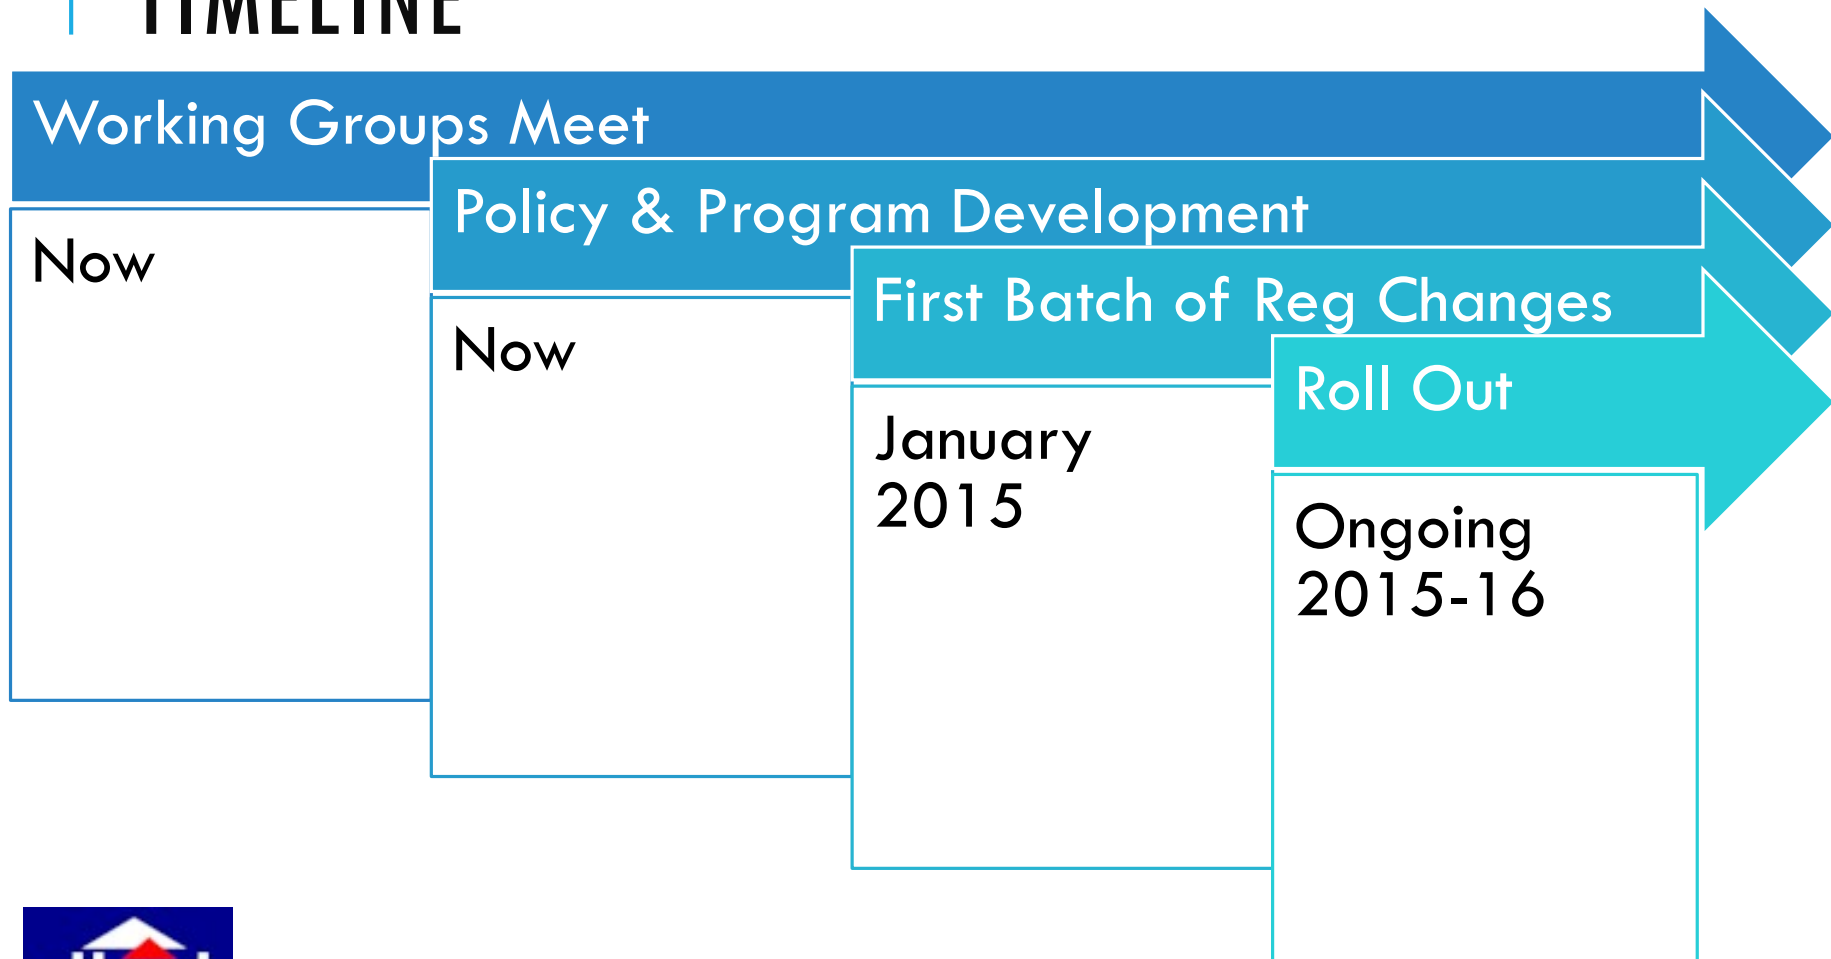 TIMELINE
Working Groups Meet
Now
Policy & Program Development
Now
First Batch of Reg Changes
January
2015
Roll Out
Ongoing
2015-16